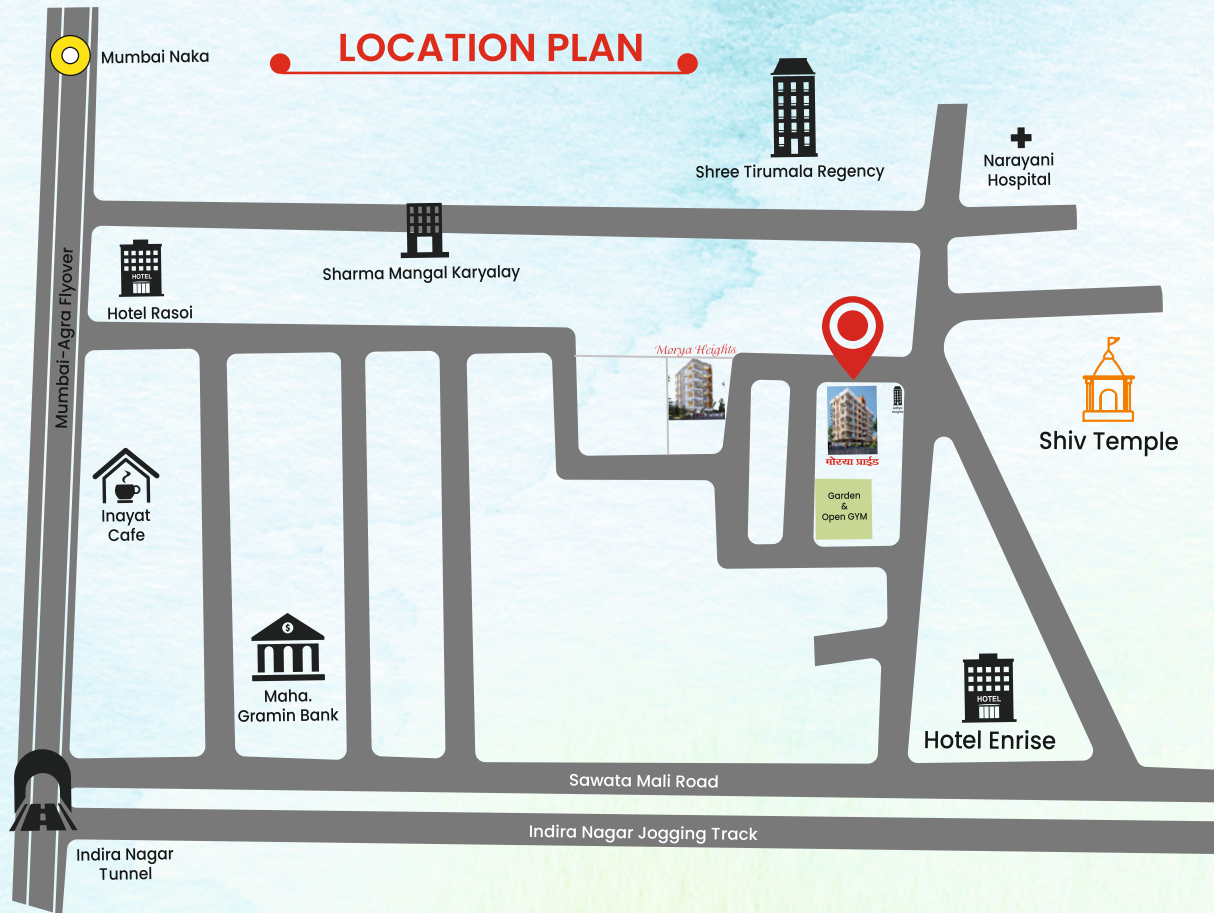 LOCATION PLAN
Mumbai Naka
Shree Tirumala Regency
Narayani
Hospital
Sharma Mangal Karyalay
HOTEL
Hotel Rasoi
Mumbai-Agra Flyover
Morya Heights
मोरया प्राईड
Garden
&
Open GYM
Shiv Temple
Inayat
Cafe
$
Maha.
Gramin Bank
HOTEL
Hotel Enrise
Sawata Mali Road
Indira Nagar Jogging Track
Indira Nagar
Tunnel